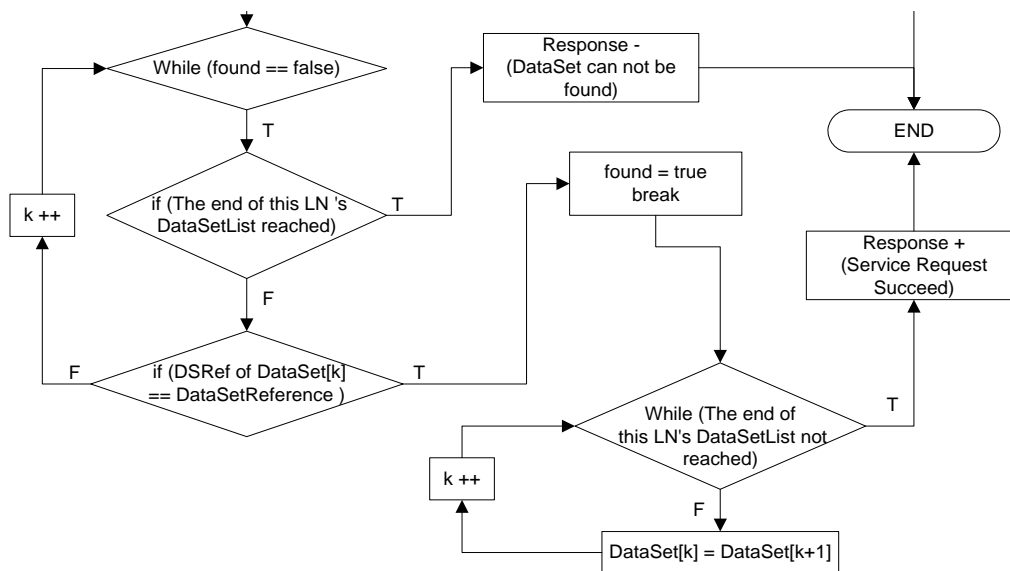 While (found == false)
T
if (The end of this LN 's
DataSetList reached)
T
F
if (DSRef of DataSet[k]
== DataSetReference )
F
T
k ++
Response -
(DataSet can not be
found)
found = true
break
While (The end of
this LN's DataSetList not
reached)
T
F
DataSet[k] = DataSet[k+1]
k ++
Response +
(Service Request
Succeed)
END